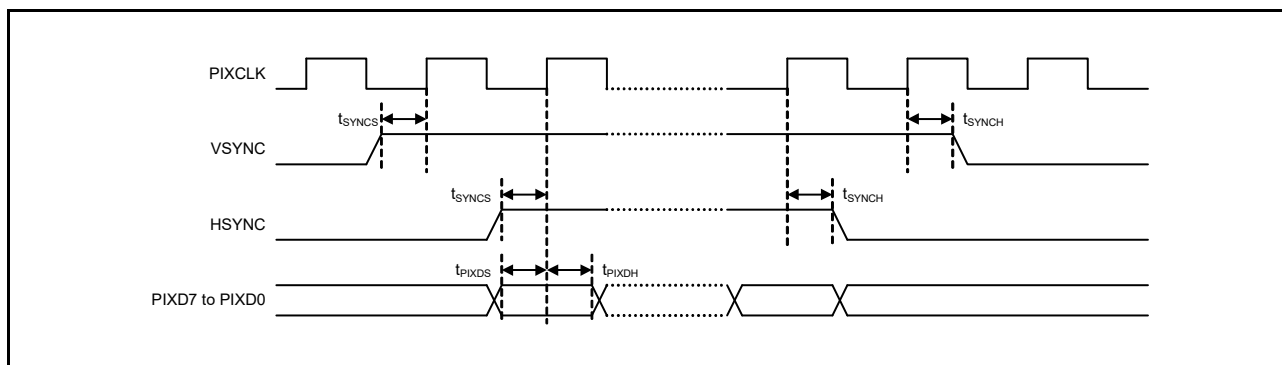 PIXCLK
tSYNCS tSYNCH
VSYNC
tSYNCS tSYNCH
HSYNC
tPIXDS tPIXDH
PIXD7 to PIXD0